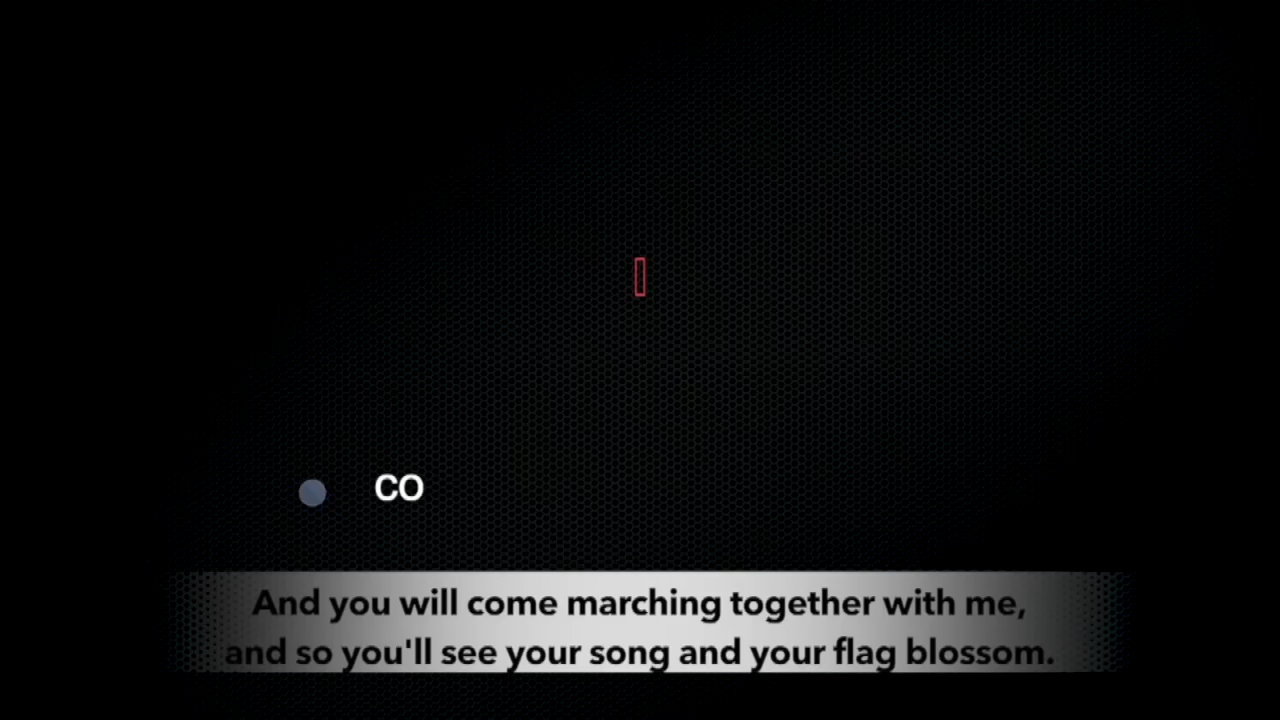 CO
And you will come marching together with me,
and so you'll see your song and your flag blossom.